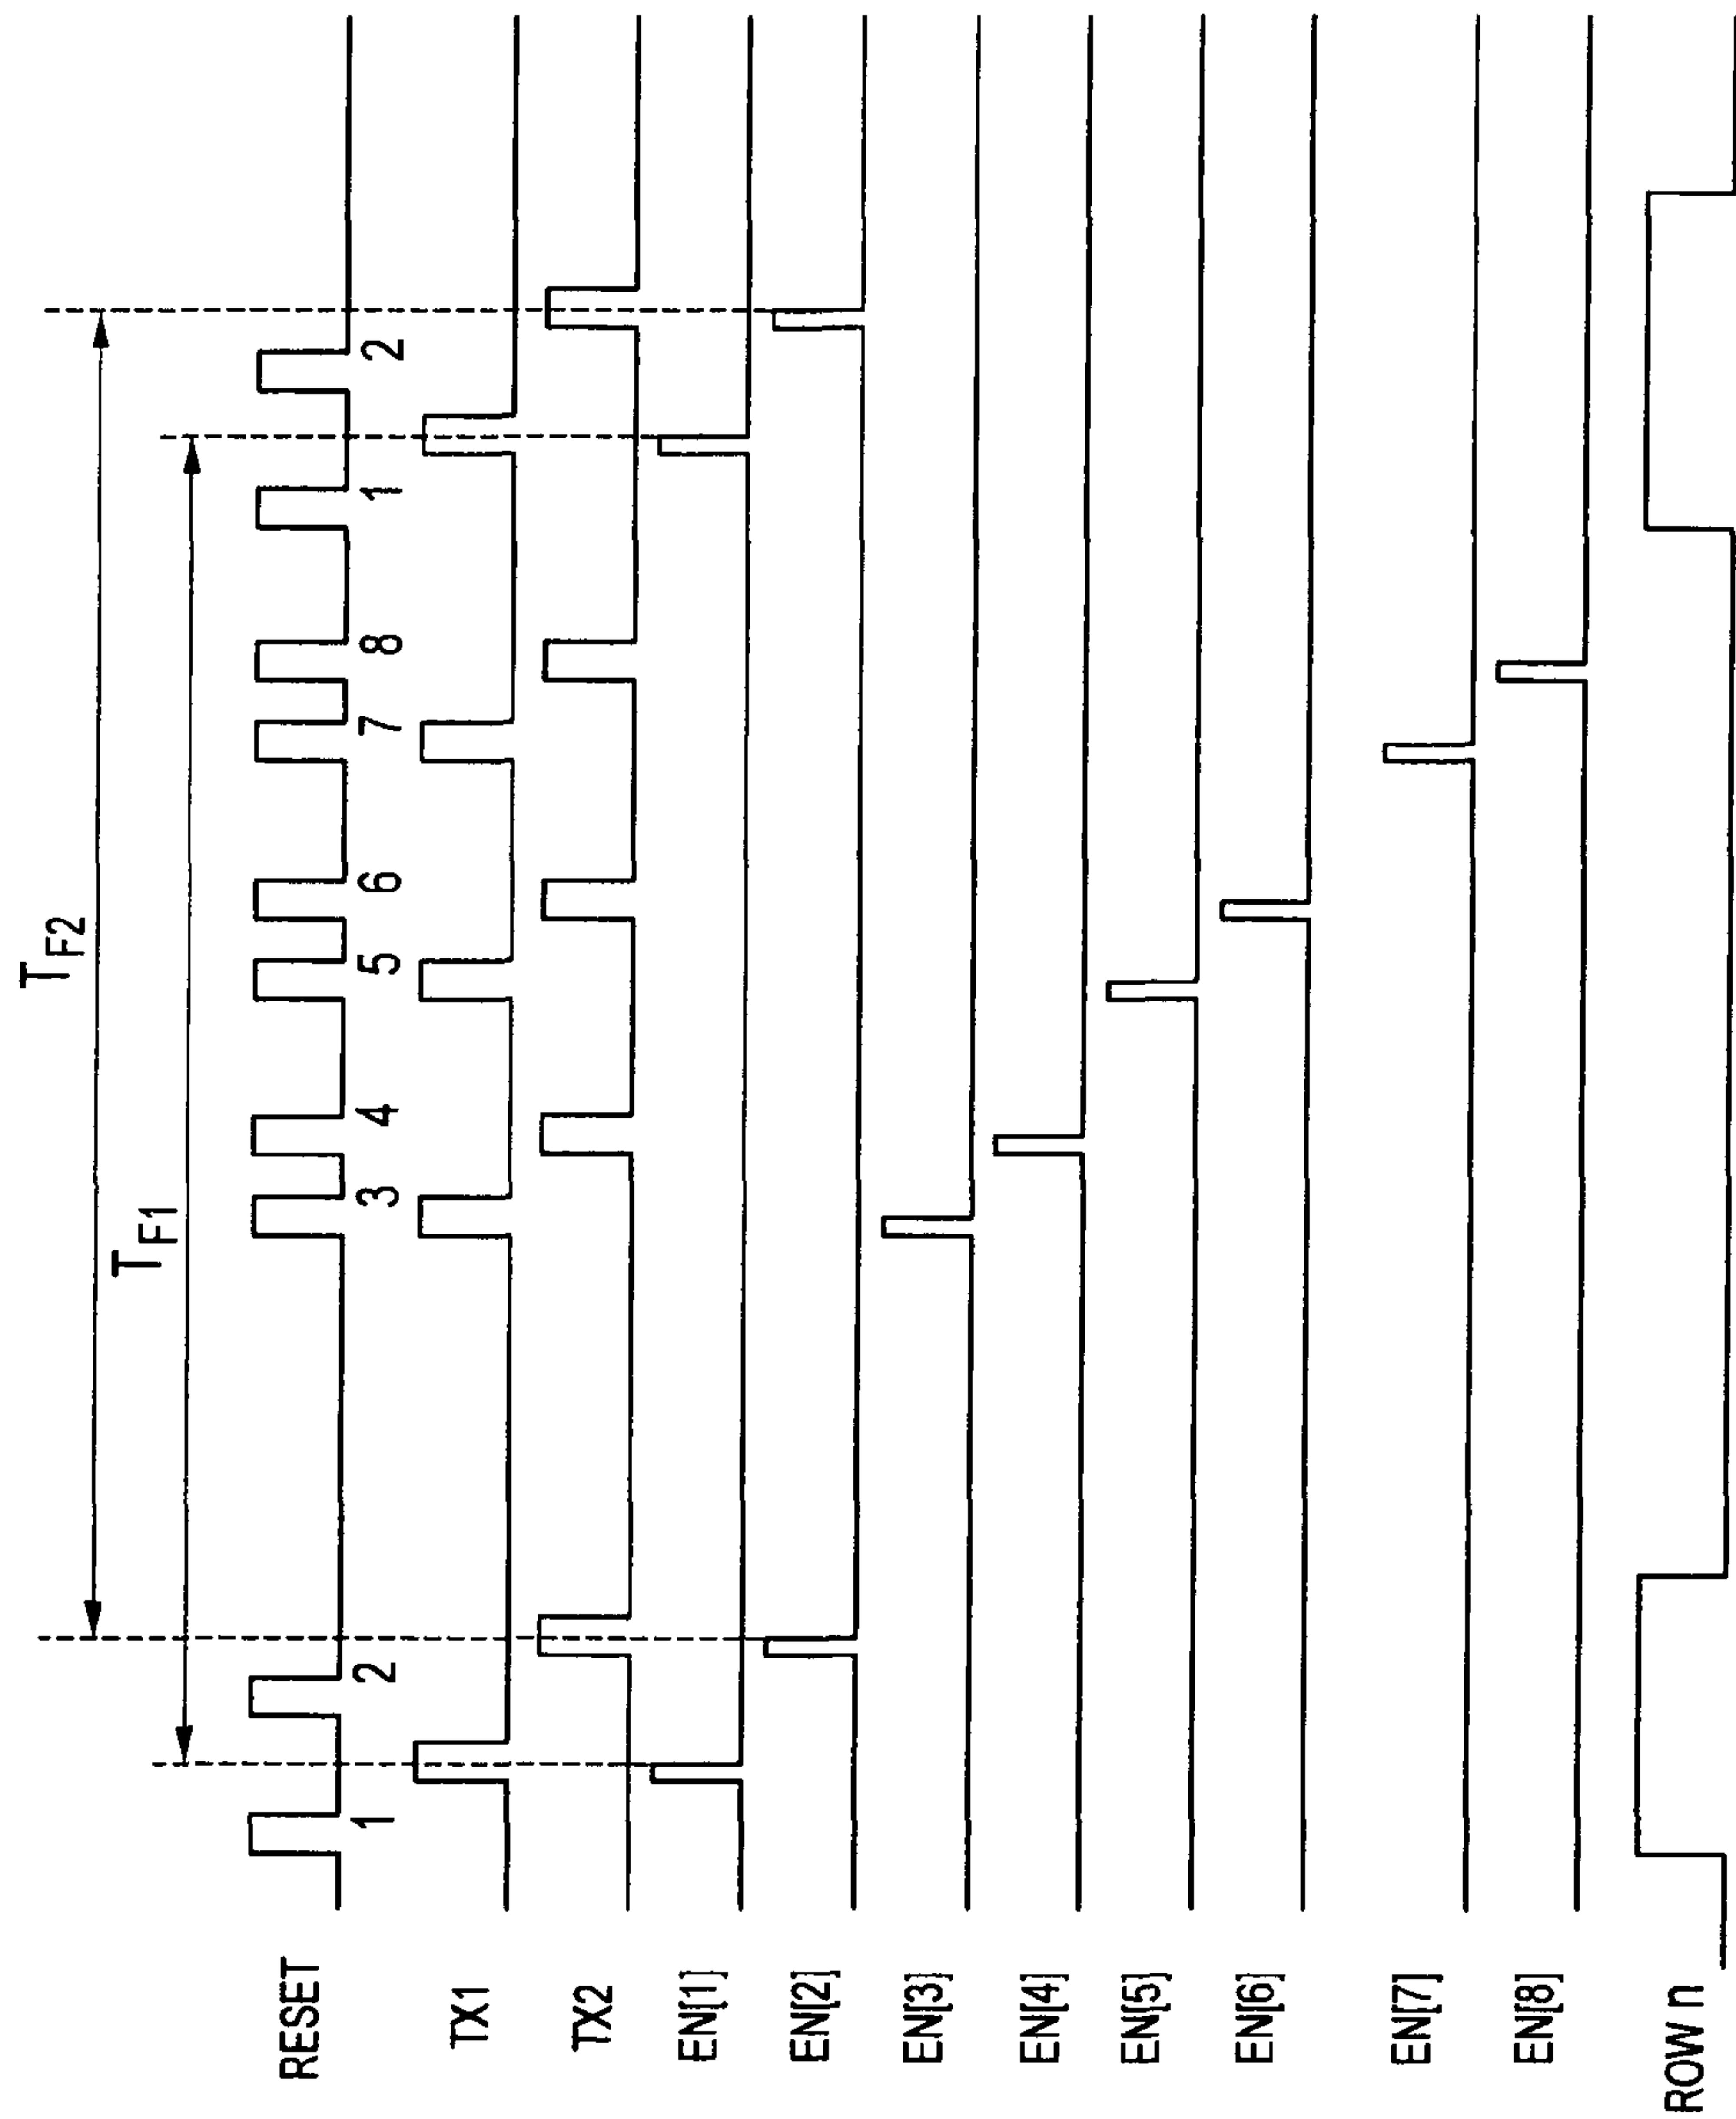 T_F2
T_F1
RESET
1 2 3 4 5 6 7 8 1 2
TX1
TX2
EN[1]
EN[2]
EN[3]
EN[4]
EN[5]
EN[6]
EN[7]
EN[8]
ROW n